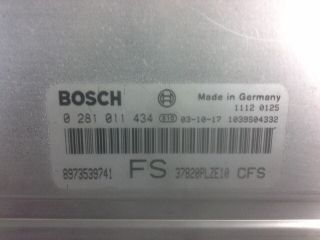 BOSCH Made in Germany
1112 0125
0 281 011 434 03-10-17 1039S04332
8973539741 FS 37820PLZE10 CFS